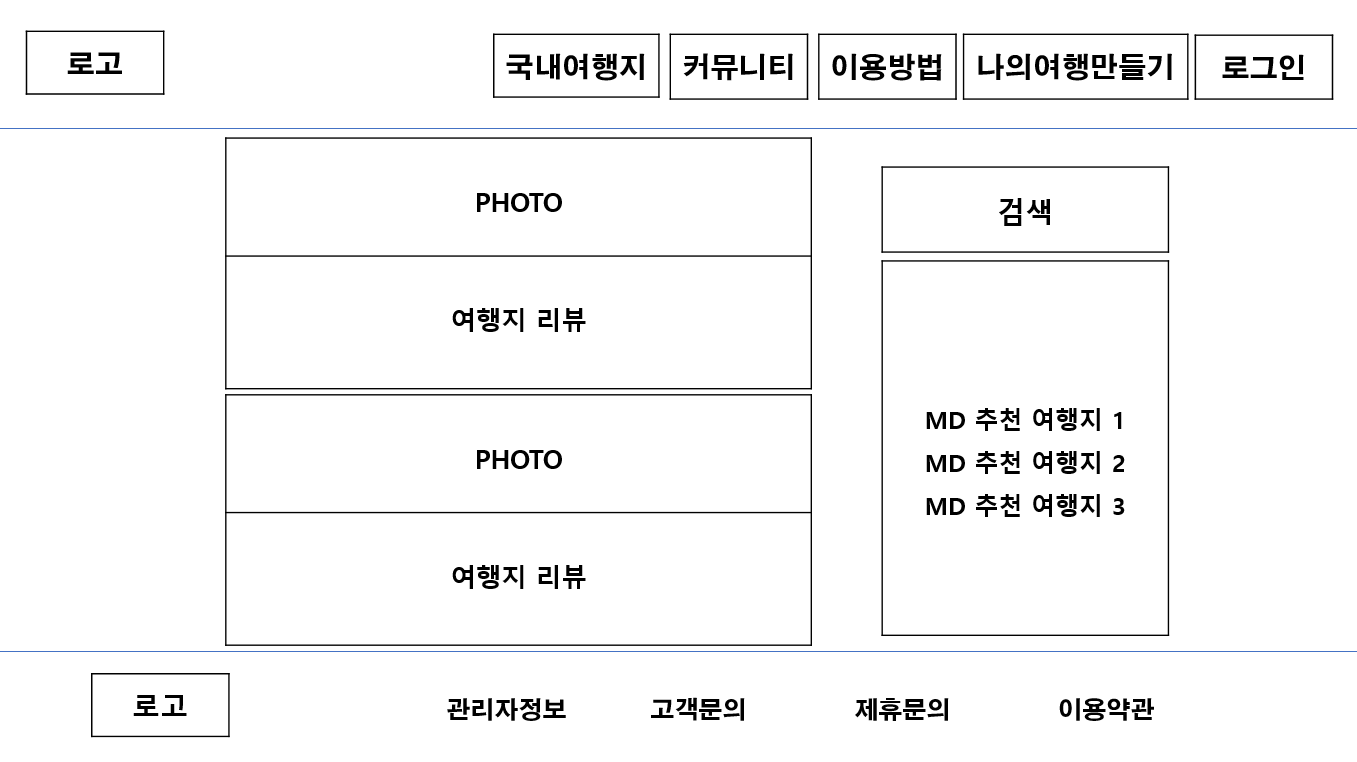 로고
국내여행지
커뮤니티
이용방법
나의여행만들기
로그인
PHOTO
여행지 리뷰
PHOTO
여행지 리뷰
검색
MD 추천 여행지 1
MD 추천 여행지 2
MD 추천 여행지 3
로고
관리자정보
고객문의
제휴문의
이용약관